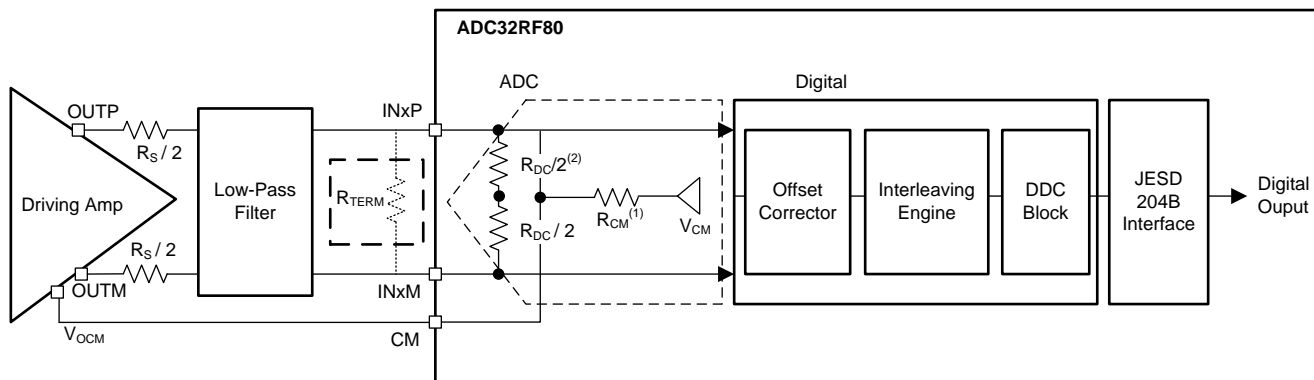 ADC32RF80
ADC
Digital
OUTP
INxP
R_S / 2
R_DC/2^(2)
Driving Amp
Low-Pass
Filter
R_TERM
R_CM^(1)
V_CM
Offset
Corrector
Interleaving
Engine
DDC
Block
JESD
204B
Interface
Digital
Ouput
R_DC / 2
R_S / 2
OUTM
INxM
V_OCM
CM